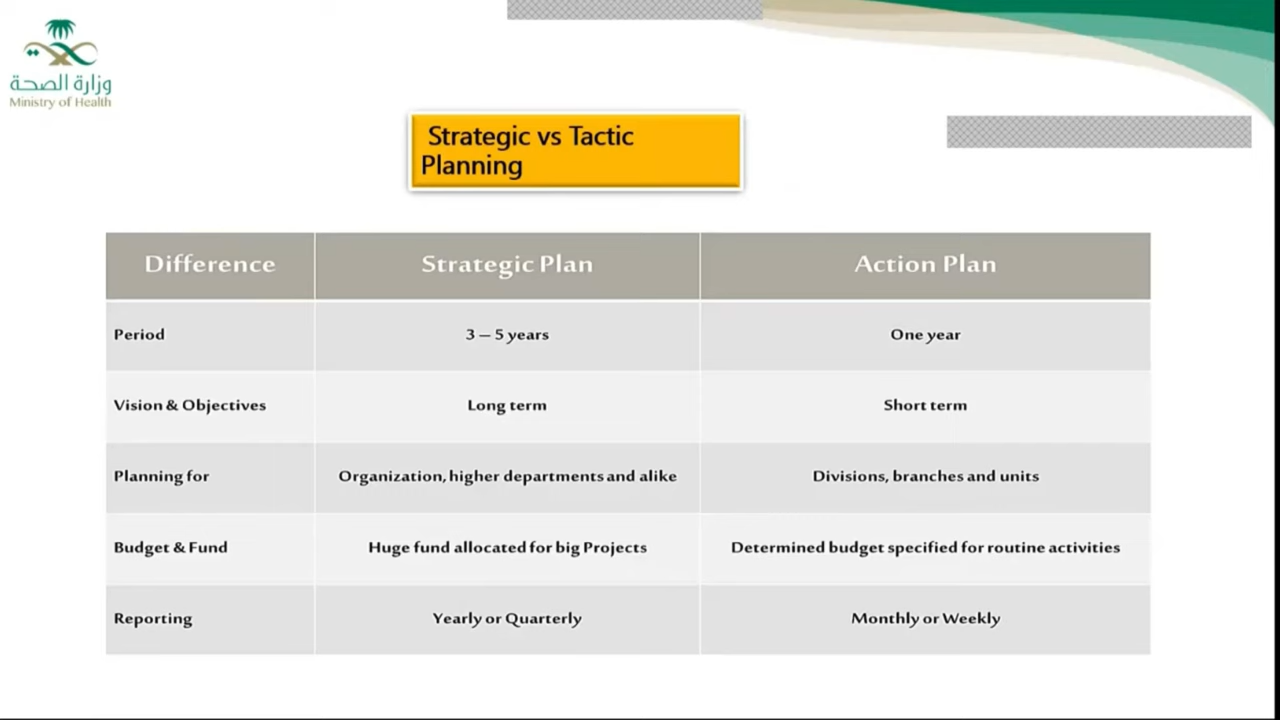 وزارة الصحة
Ministry of Health
Strategic vs Tactic
Planning
Difference Strategic Plan Action Plan
Period 3 – 5 years One year
Vision & Objectives Long term Short term
Planning for Organization, higher departments and alike Divisions, branches and units
Budget & Fund Huge fund allocated for big Projects Determined budget specified for routine activities
Reporting Yearly or Quarterly Monthly or Weekly